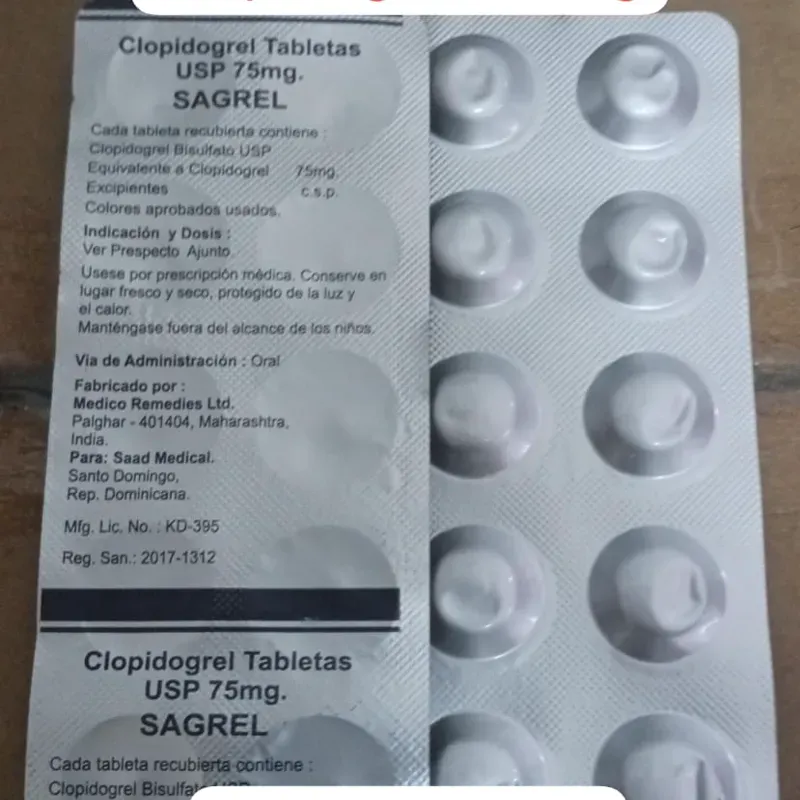 Clopidogrel Tabletas
USP 75mg.
SAGREL
Cada tableta recubierta contiene :
Clopidogrel Bisulfato USP
Equivalente a Clopidogrel 75mg.
Excipientes c.s.p.
Colores aprobados usados.
Indicación y Dosis :
Ver Prespecto Ajunto.
Usese por prescripción médica. Conserve en
lugar fresco y seco, protegido de la luz y
el calor.
Manténgase fuera del alcance de los niños.
Via de Administración : Oral
Fabricado por :
Medico Remedies Ltd.
Palghar - 401404, Maharashtra,
India.
Para: Saad Medical.
Santo Domingo,
Rep. Dominicana.
Mfg. Lic. No. : KD-395
Reg. San.: 2017-1312
Clopidogrel Tabletas
USP 75mg.
SAGREL
Cada tableta recubierta contiene :
Clopidogrel Bisulfato USP